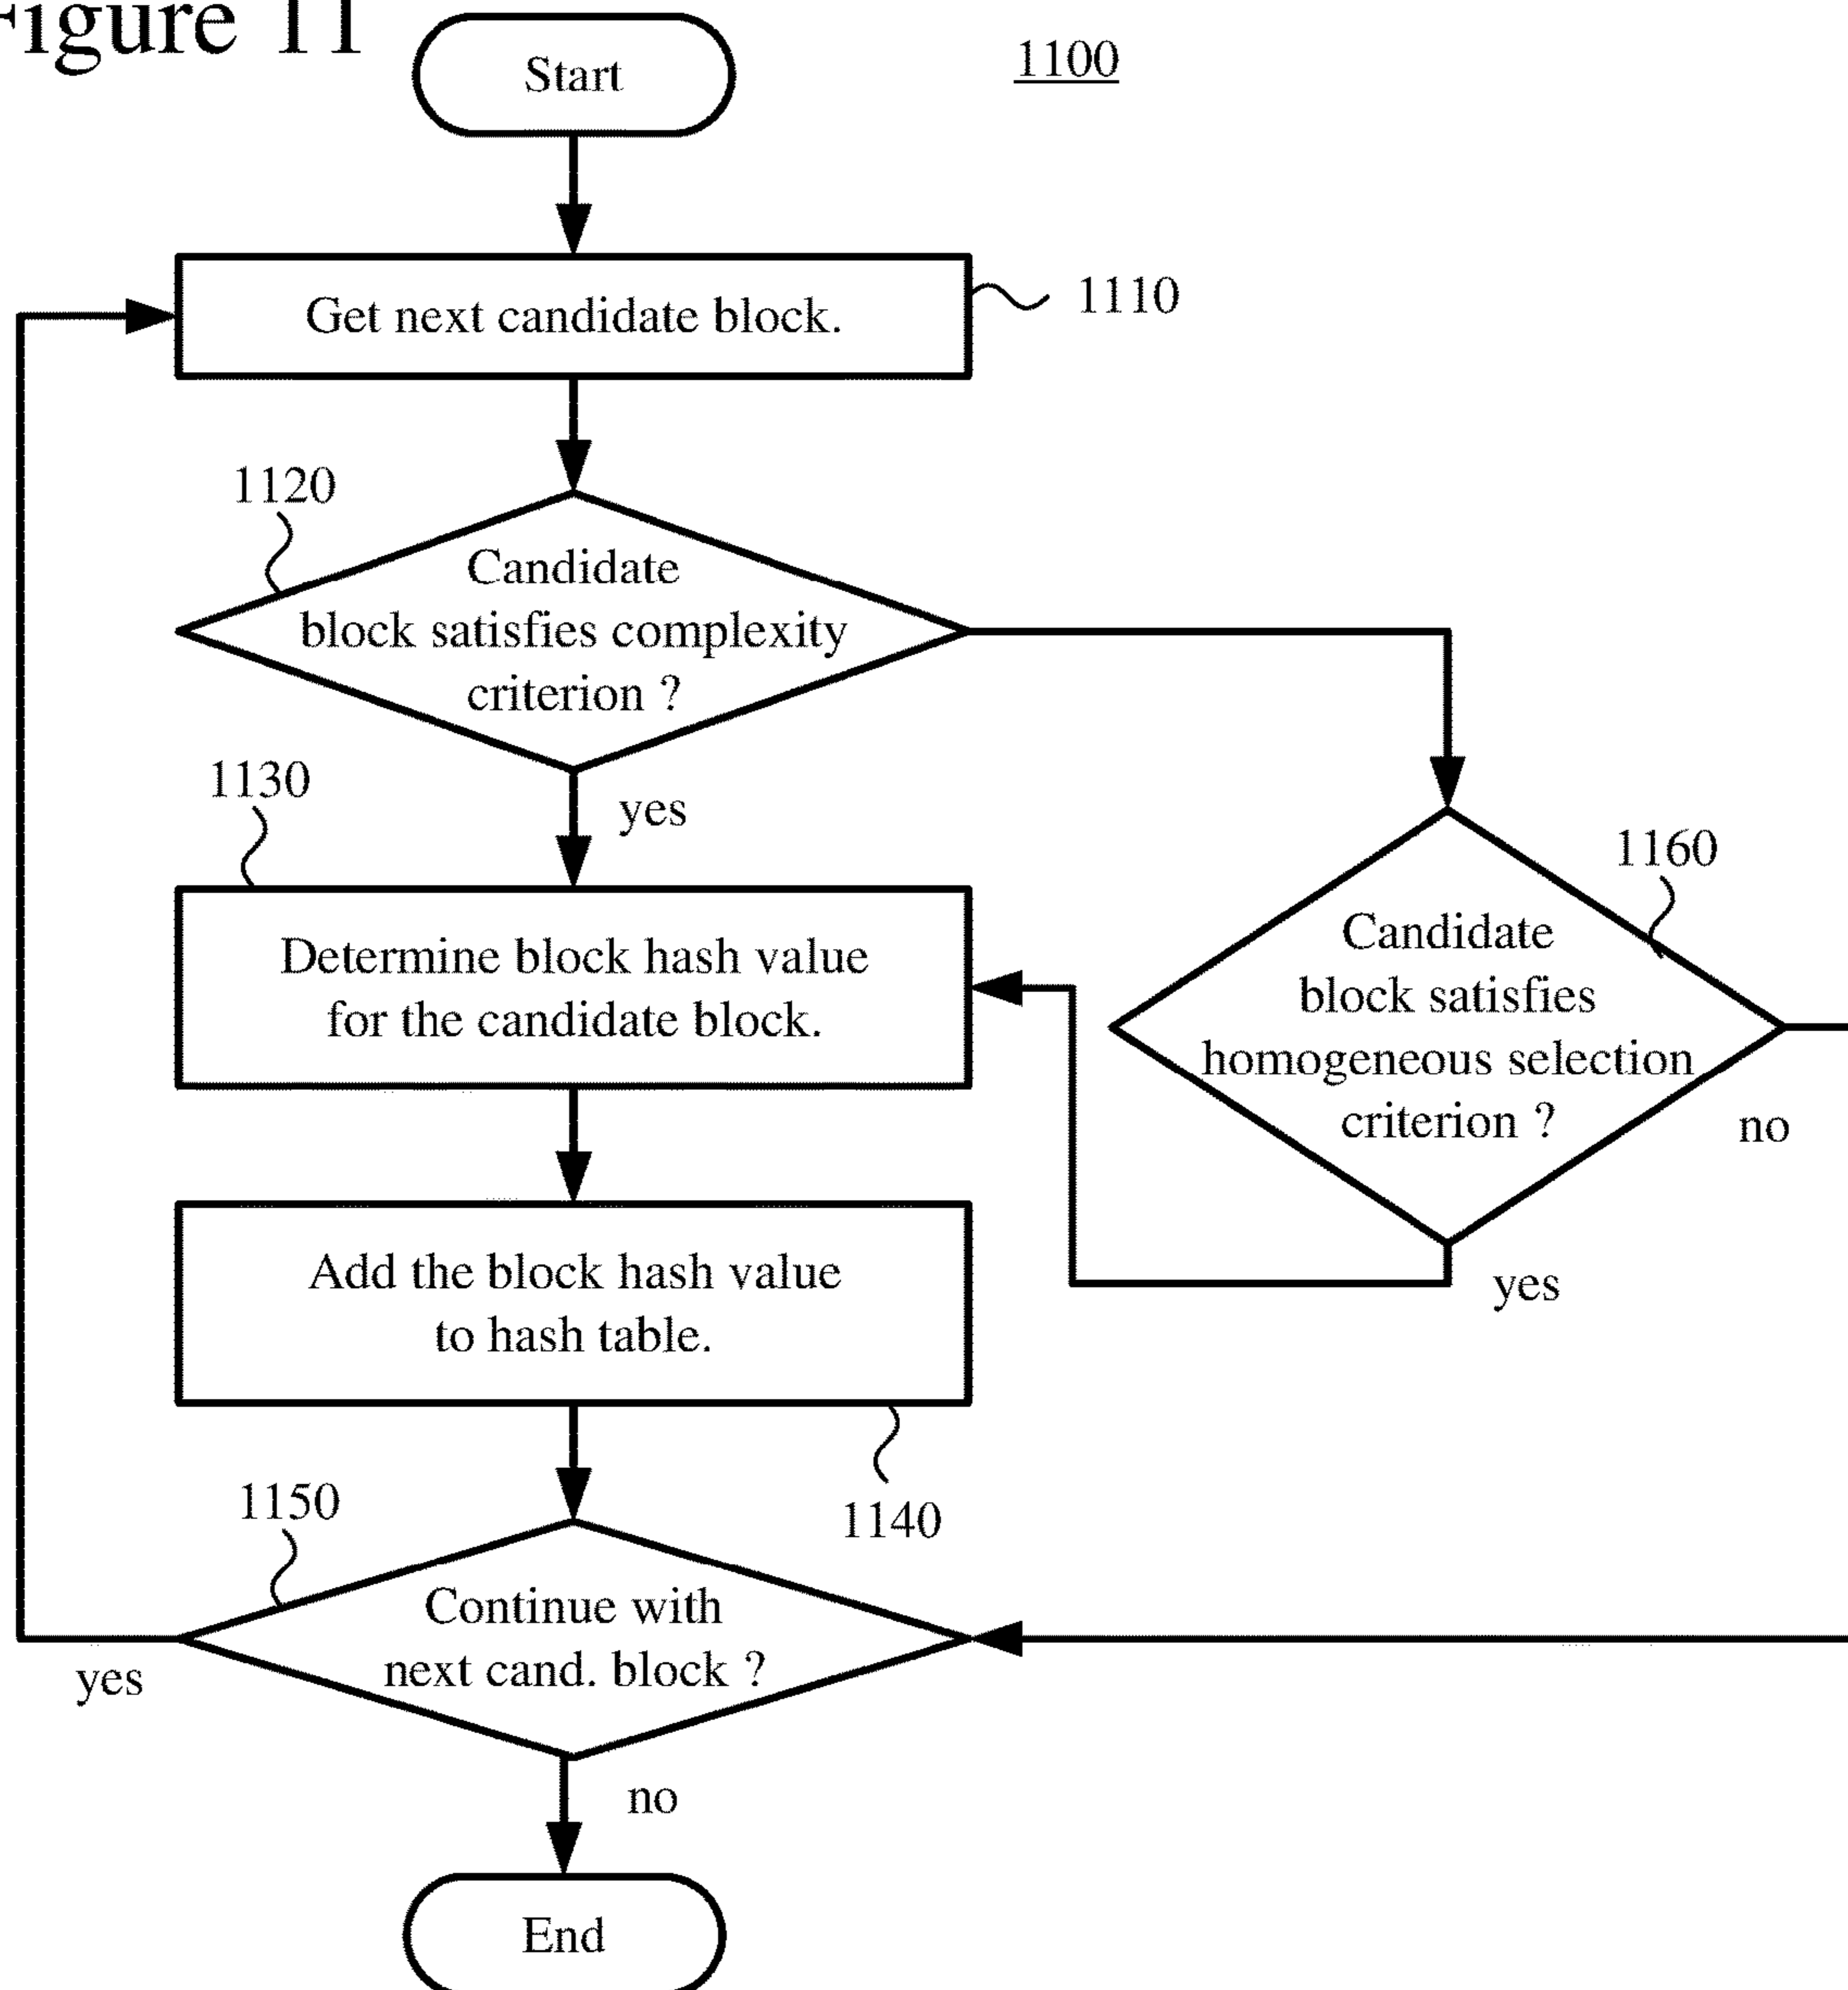 Figure 11
1100
Start
Get next candidate block.
1110
1120
Candidate
block satisfies complexity
criterion ?
yes
1130
Determine block hash value
for the candidate block.
1160
Candidate
block satisfies
homogeneous selection
criterion ?
no
yes
Add the block hash value
to hash table.
1140
1150
Continue with
next cand. block ?
yes
no
End